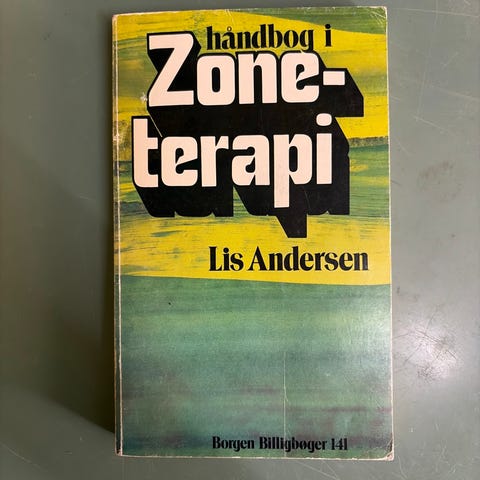 håndbog i
Zone-
terapi
Lis Andersen
Borgen Billigbøger 141